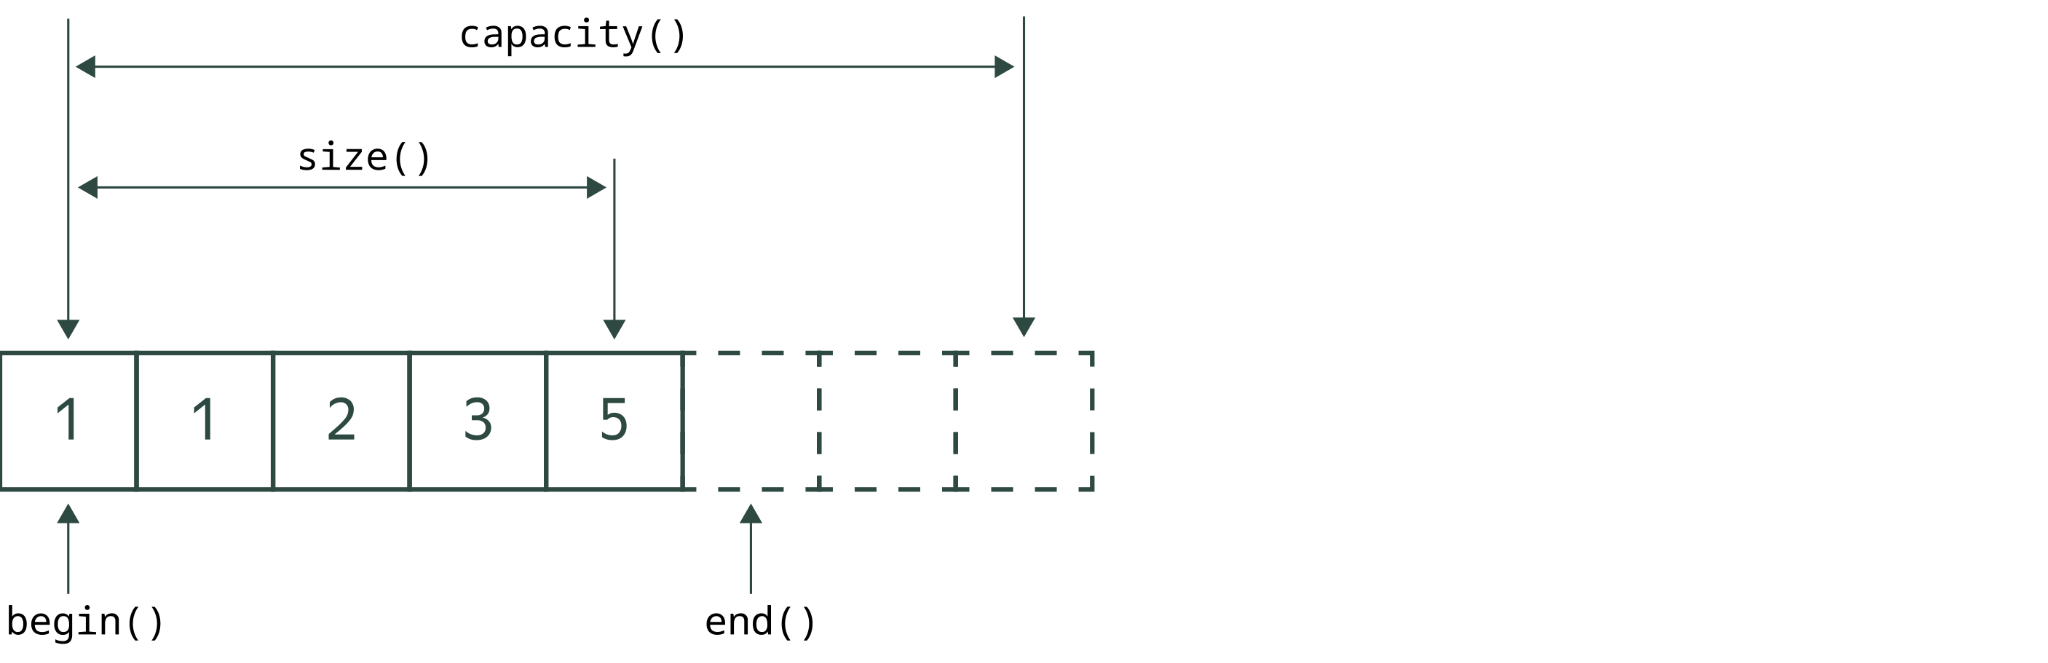 capacity()
size()
1 1 2 3 5
begin() end()